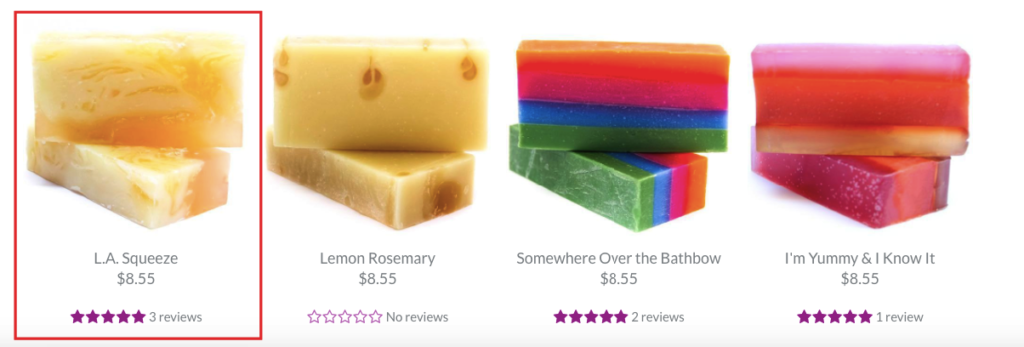 L.A. Squeeze
$8.55
3 reviews
Lemon Rosemary
$8.55
No reviews
Somewhere Over the Bathbow
$8.55
2 reviews
I'm Yummy & I Know It
$8.55
1 review